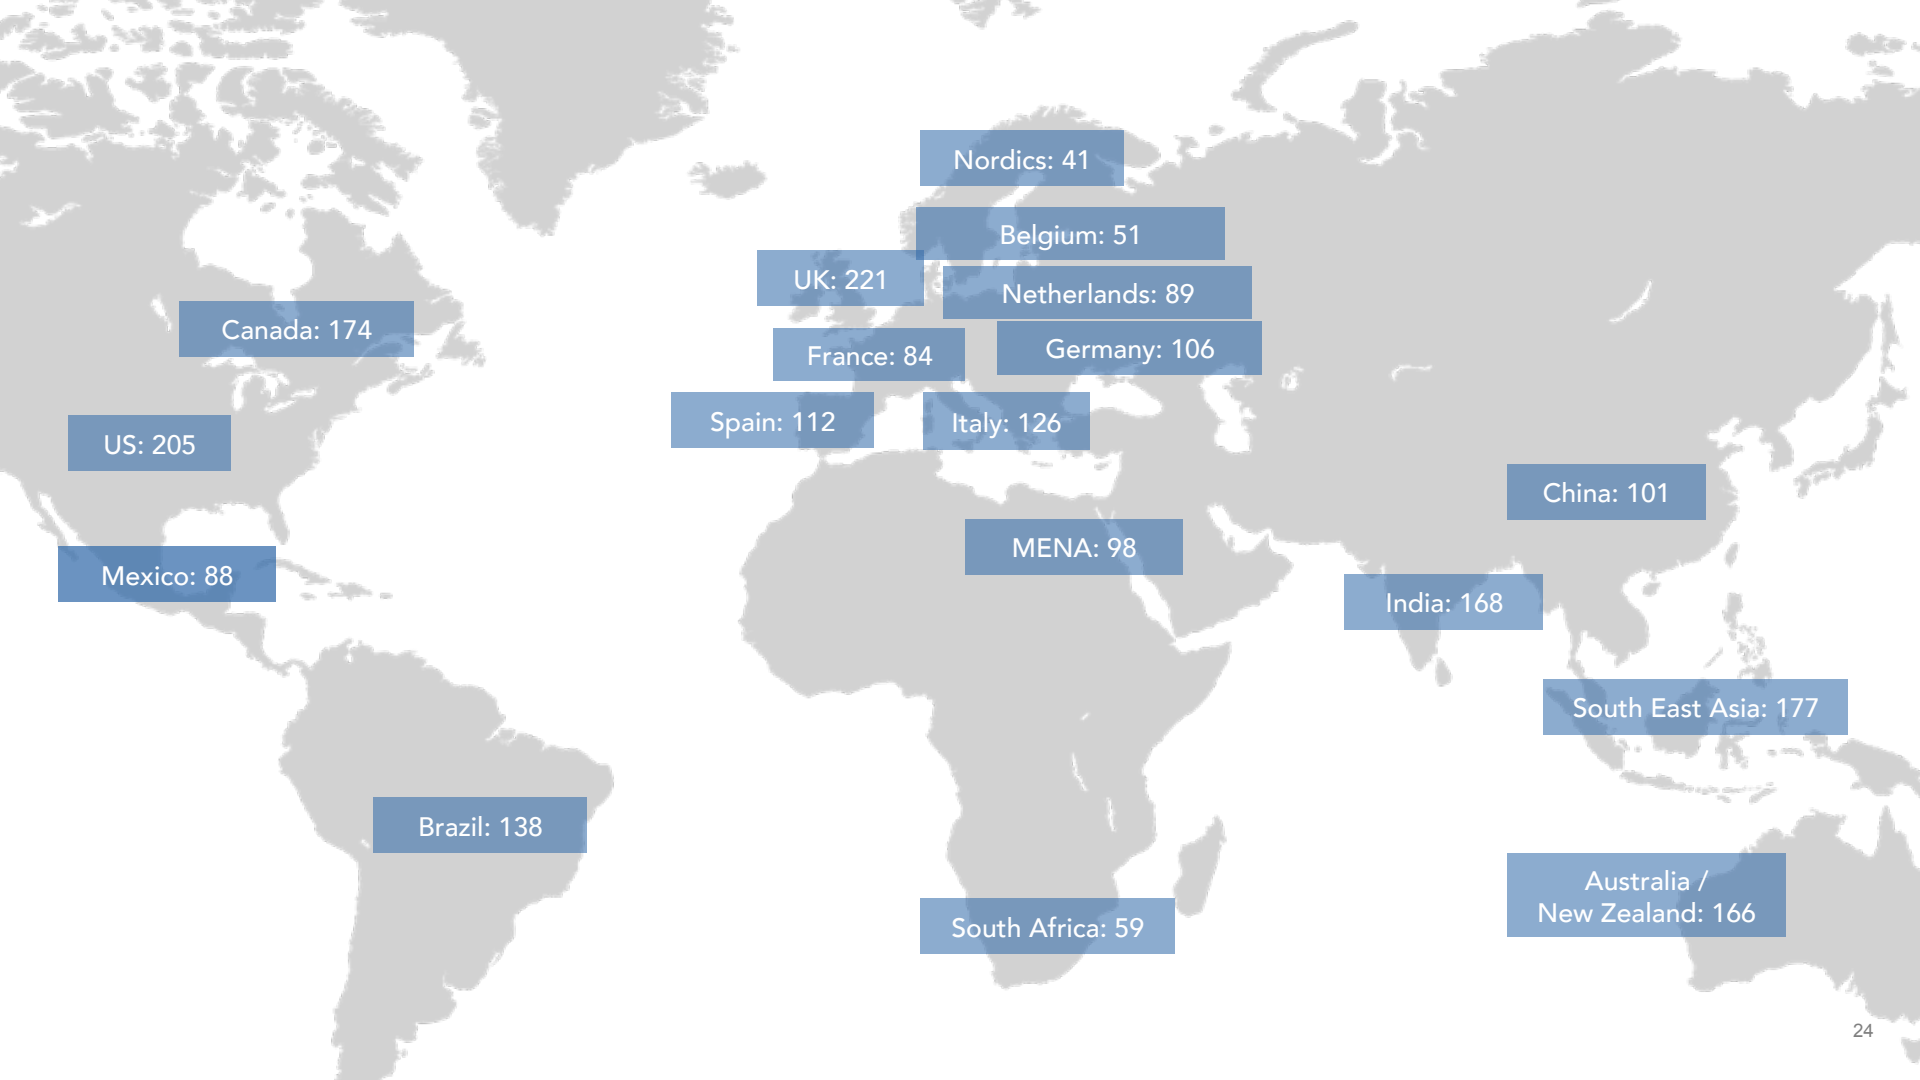 Nordics: 41
Belgium: 51
UK: 221
Netherlands: 89
Canada: 174
France: 84
Germany: 106
Spain: 112
Italy: 126
US: 205
China: 101
MENA: 98
Mexico: 88
India: 168
South East Asia: 177
Brazil: 138
Australia /
New Zealand: 166
South Africa: 59
24